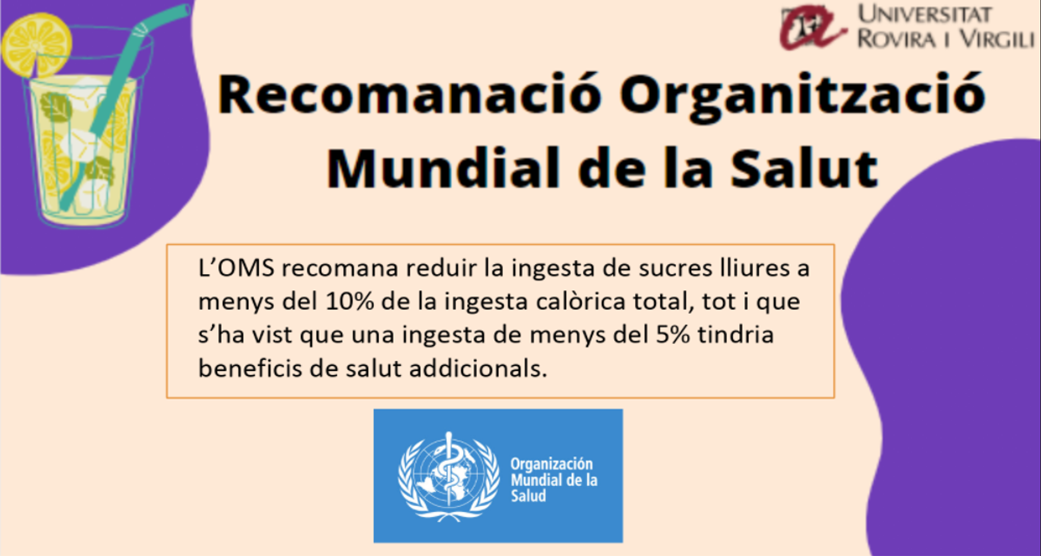 UNIVERSITAT
ROVIRA I VIRGILI
Recomanació Organització
Mundial de la Salut
L’OMS recomana reduir la ingesta de sucres lliures a
menys del 10% de la ingesta calòrica total, tot i que
s’ha vist que una ingesta de menys del 5% tindria
beneficis de salut addicionals.
Organización
Mundial de la
Salud